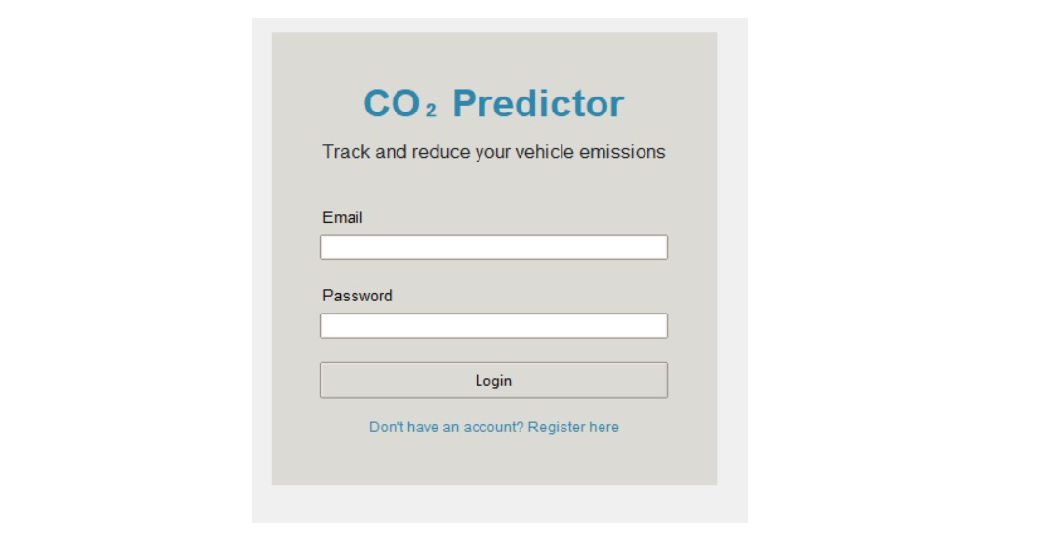 CO₂ Predictor
Track and reduce your vehicle emissions
Email
Password
Login
Don't have an account? Register here